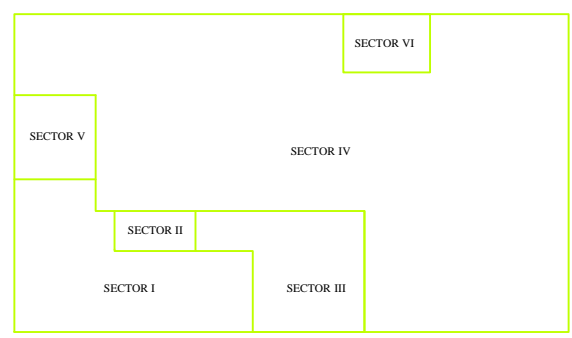 SECTOR VI
SECTOR V
SECTOR IV
SECTOR II
SECTOR I
SECTOR III